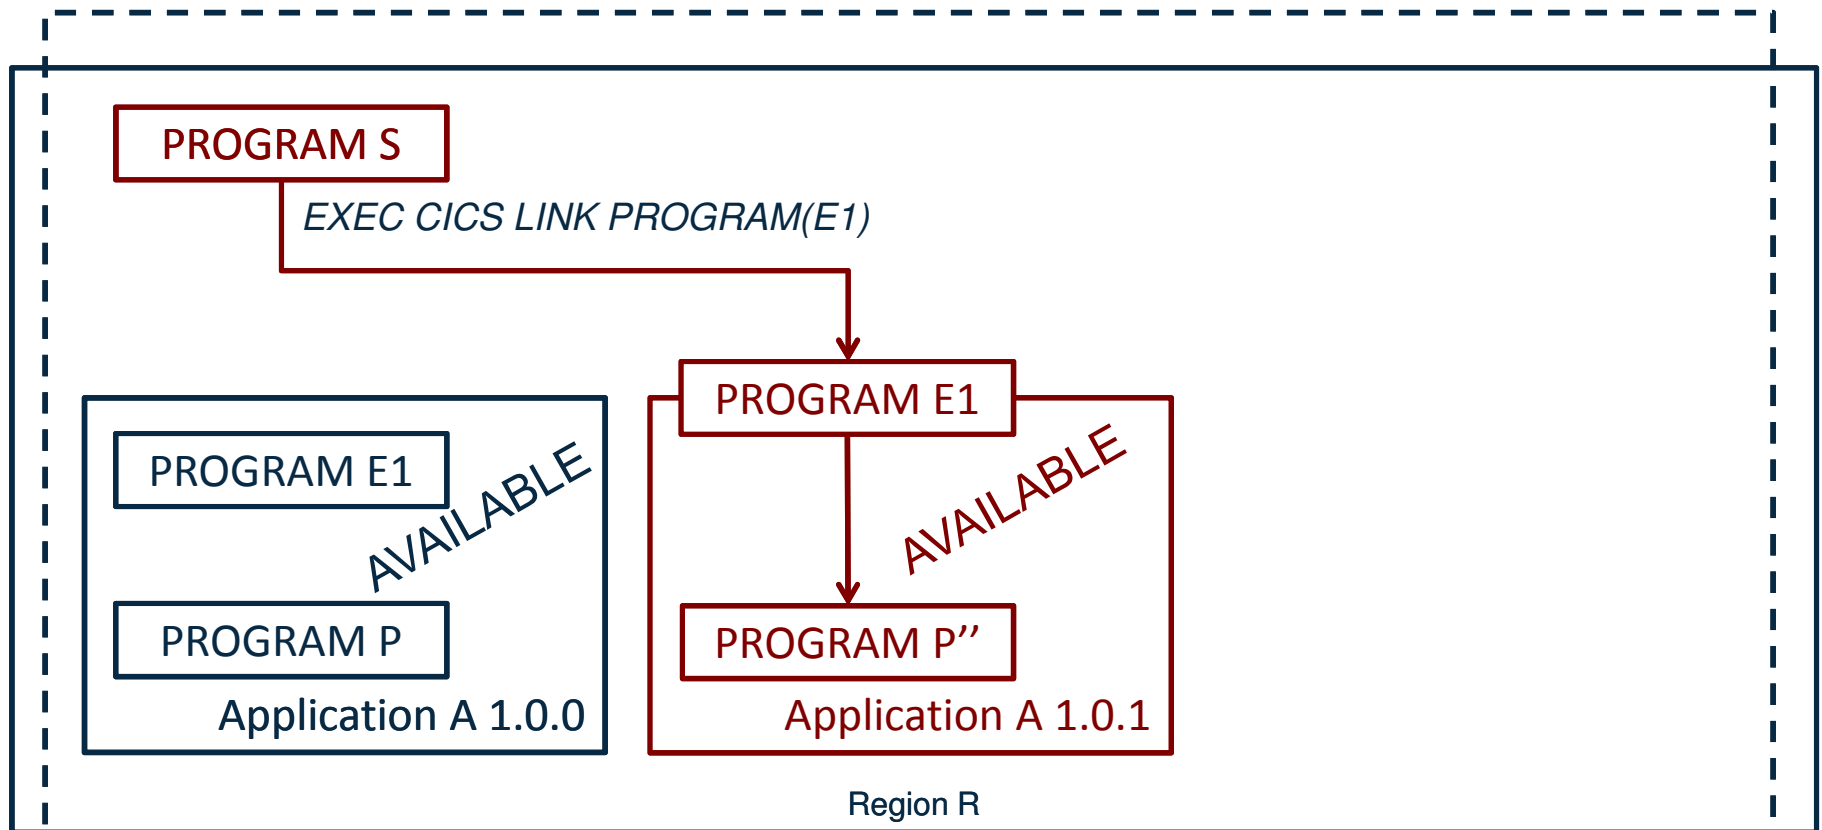 PROGRAM S
EXEC CICS LINK PROGRAM(E1)
PROGRAM E1
AVAILABLE
PROGRAM P
Application A 1.0.0
PROGRAM E1
AVAILABLE
PROGRAM P’’
Application A 1.0.1
Region R